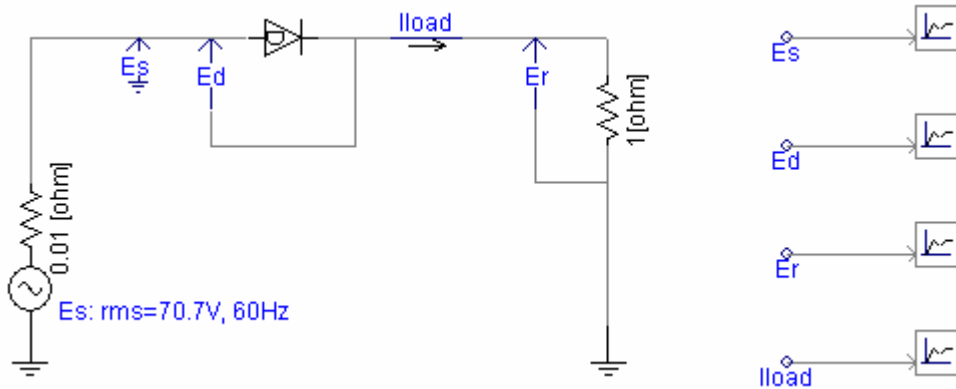 Iload
Es
Ed
Er
D
1[ohm]
0.01 [ohm]
Es: rms=70.7V, 60Hz
Es
Ed
Er
Iload